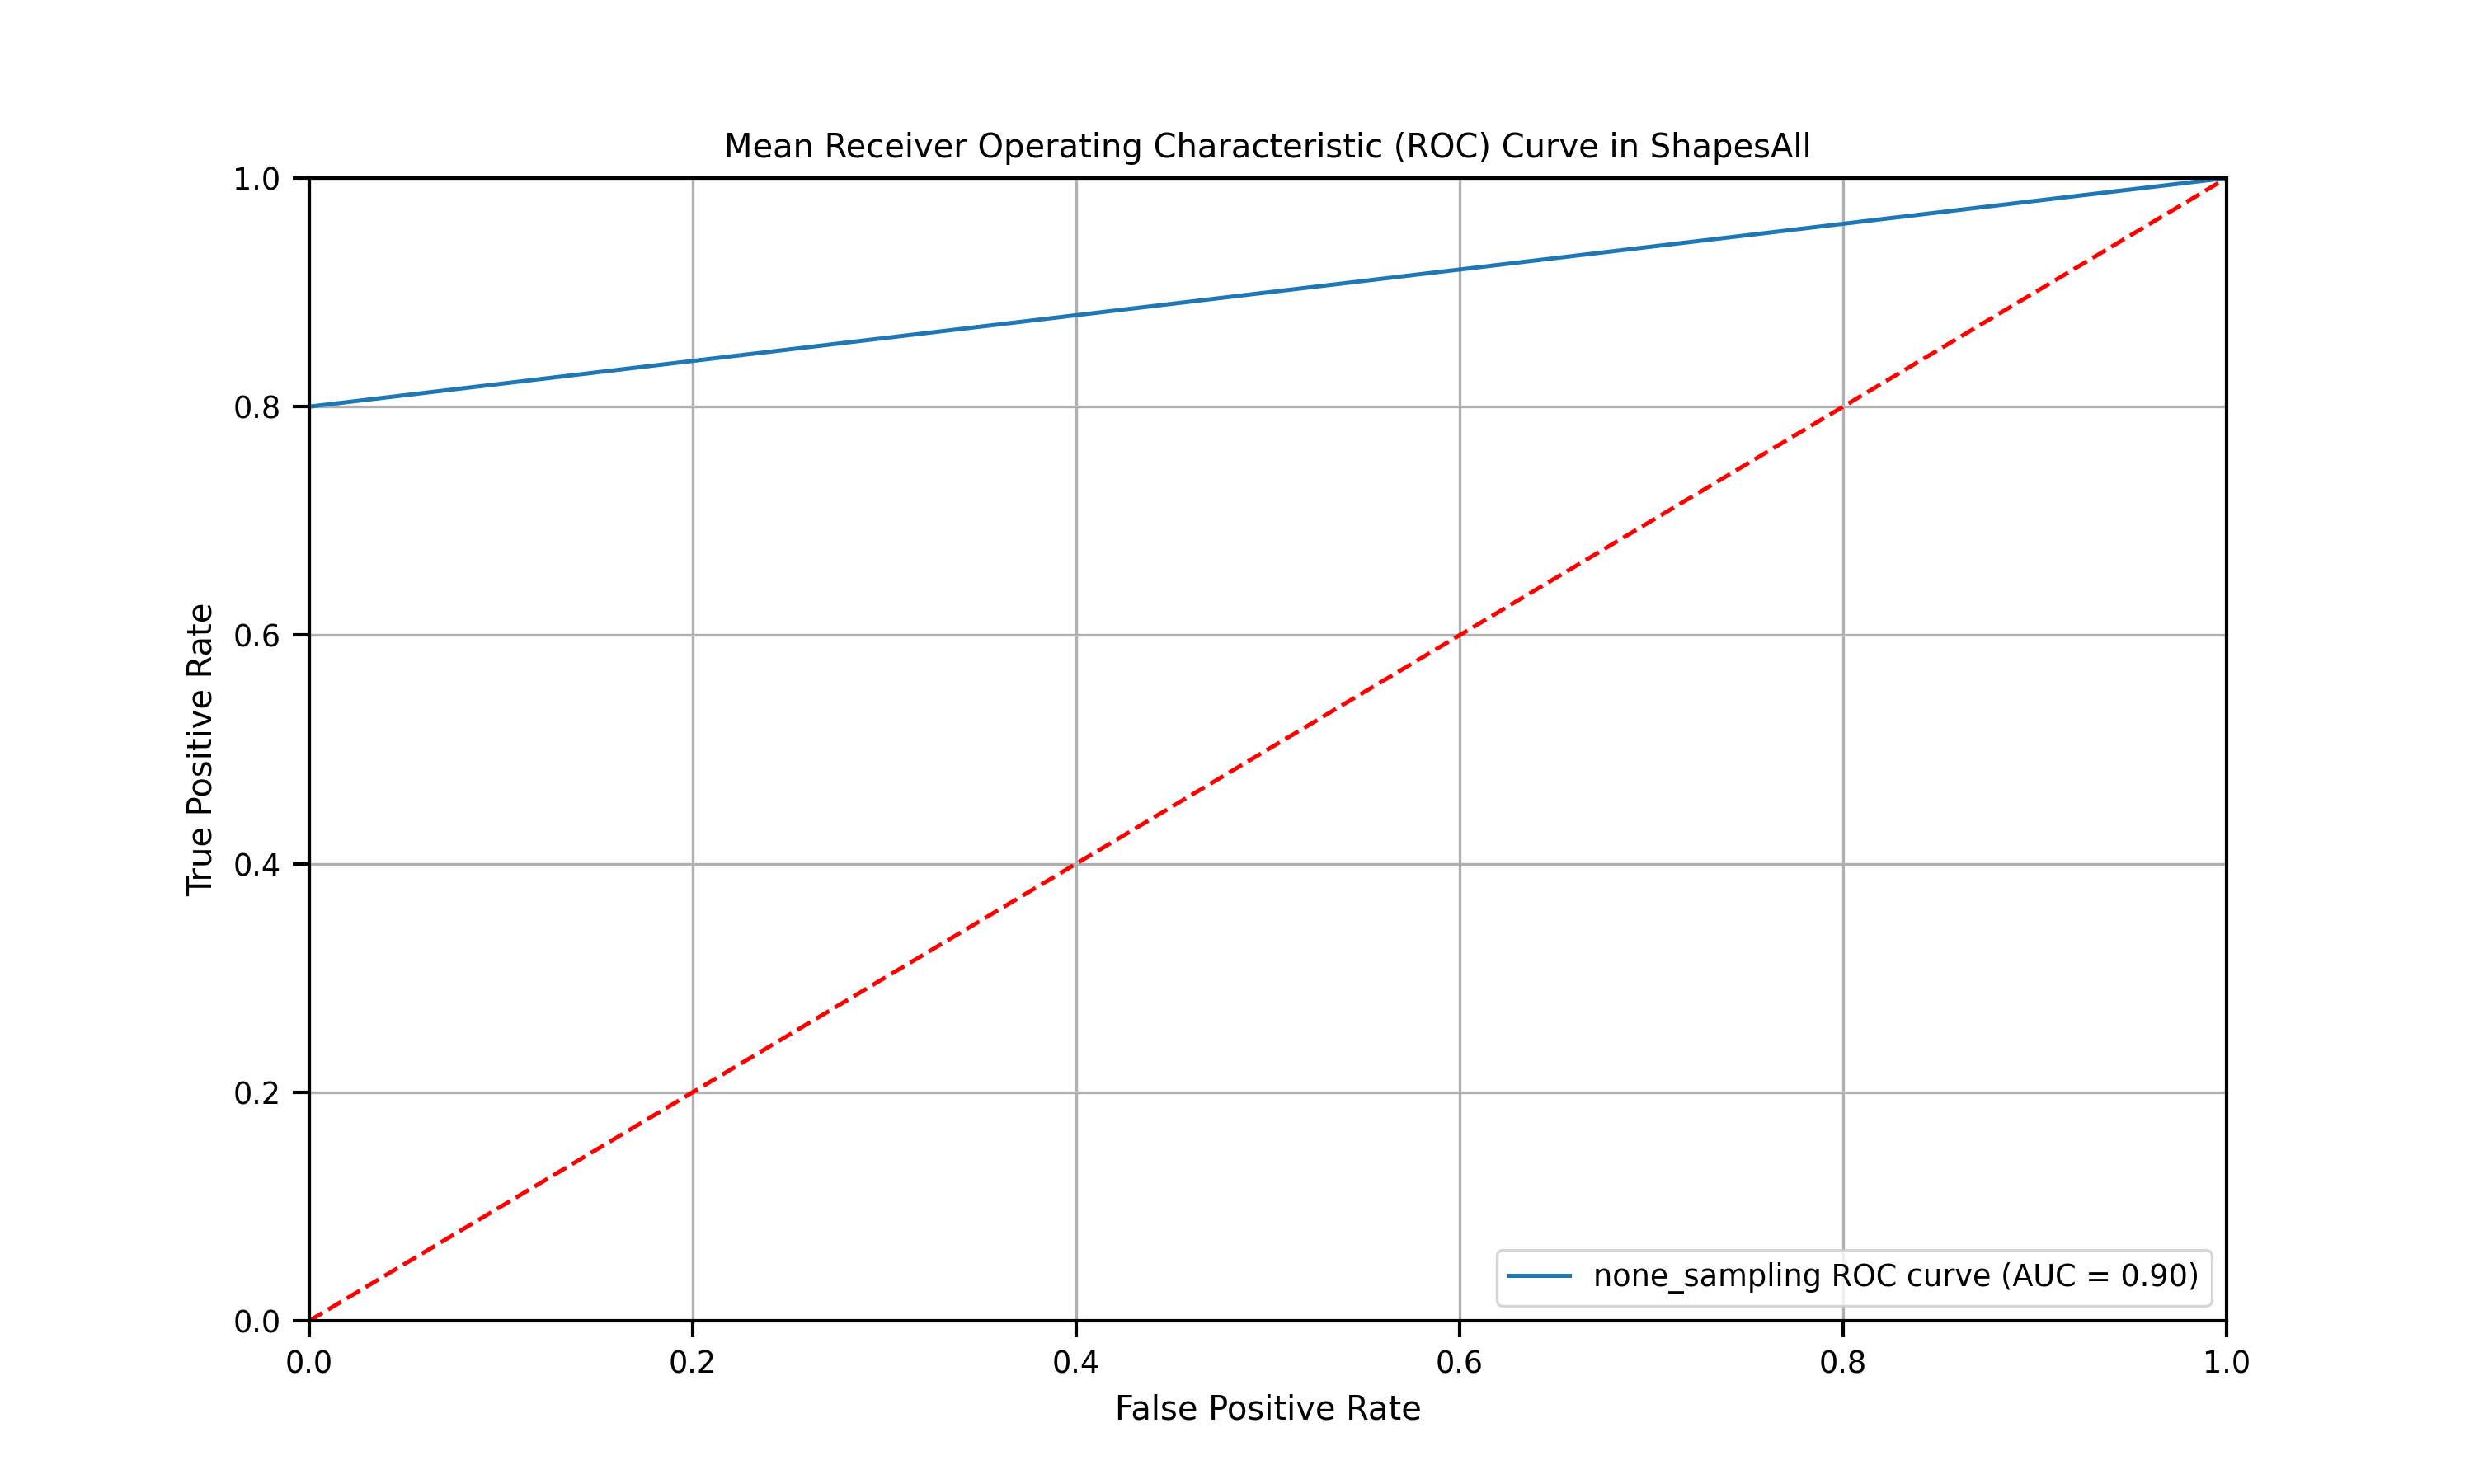 Mean Receiver Operating Characteristic (ROC) Curve in ShapesAll
1.0
0.8
0.6
0.4
0.2
0.0
True Positive Rate
none_sampling ROC curve (AUC = 0.90)
0.0 0.2 0.4 0.6 0.8 1.0
False Positive Rate